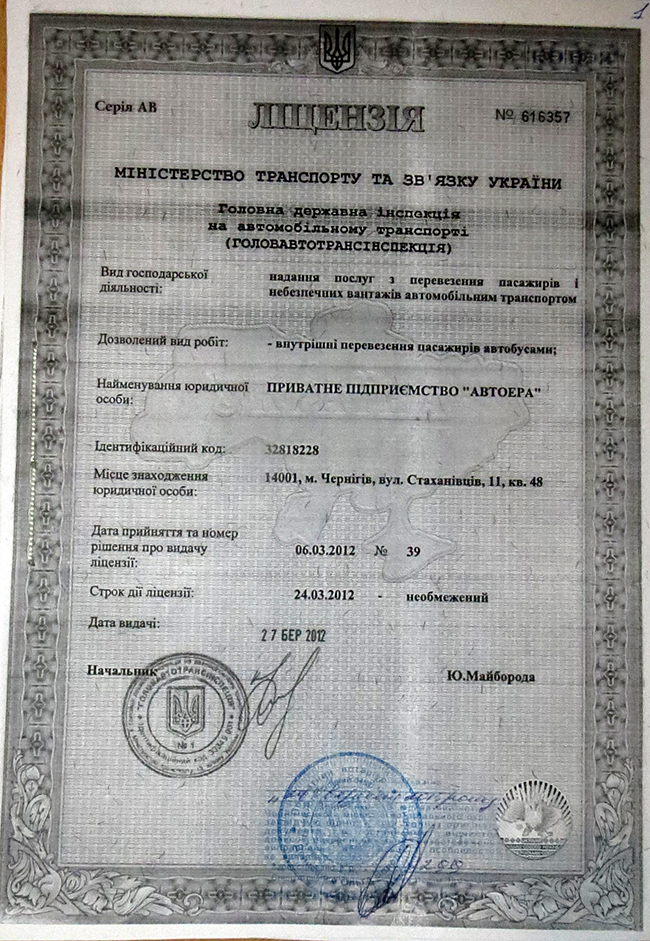 1
Серія АВ
ЛІЦЕНЗІЯ
№ 616357
МІНІСТЕРСТВО ТРАНСПОРТУ ТА ЗВ'ЯЗКУ УКРАЇНИ
Головна державна інспекція
на автомобільному транспорті
(ГОЛОВАВТОТРАНСІНСПЕКЦІЯ)
Вид господарської
діяльності:
надання послуг з перевезення пасажирів і
небезпечних вантажів автомобільним транспортом
Дозволений вид робіт:
- внутрішні перевезення пасажирів автобусами;
Найменування юридичної
особи:
ПРИВАТНЕ ПІДПРИЄМСТВО "АВТОЕРА"
Ідентифікаційний код:
32818228
Місце знаходження
юридичної особи:
14001, м. Чернігів, вул. Стаханівців, 11, кв. 48
Дата прийняття та номер
рішення про видачу
ліцензії:
06.03.2012 № 39
Строк дії ліцензії:
24.03.2012 - необмежений
Дата видачі:
27 БЕР 2012
Начальник
Ю.Майборода
"ГОЛОВАВТОТРАНСІНСПЕКЦІЯ"
№ 1